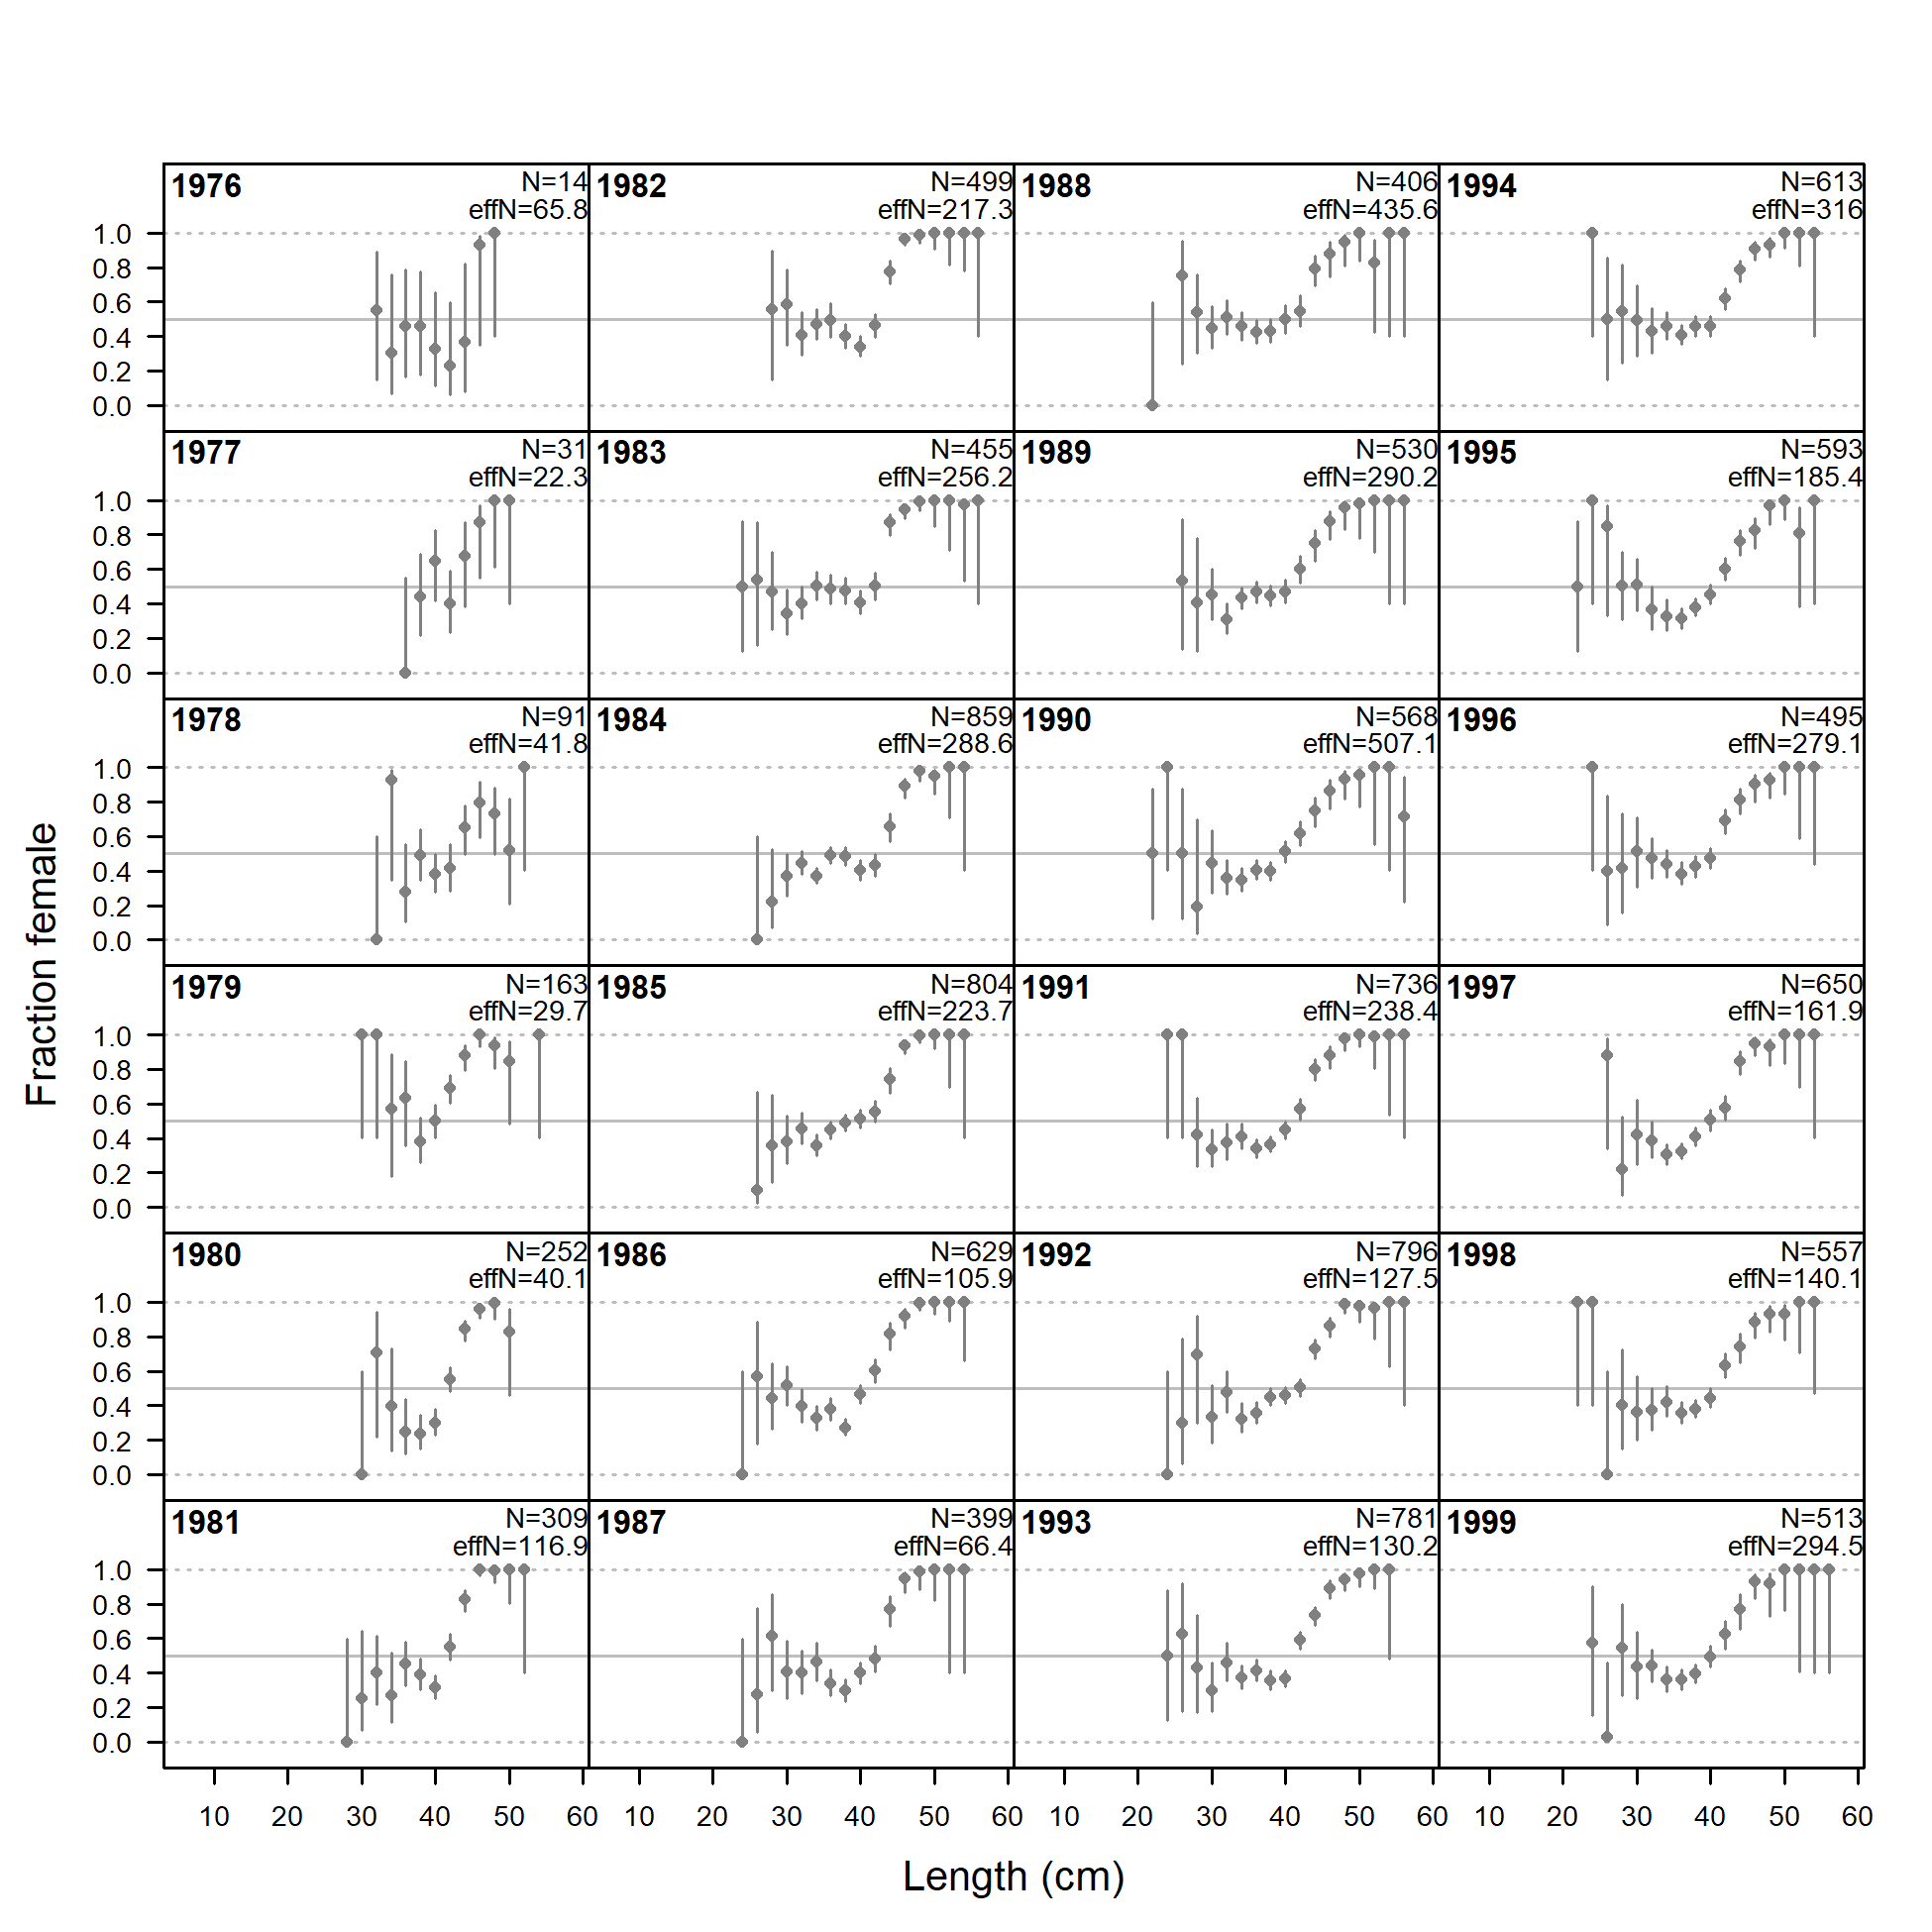 1976 N=14 1982 N=499 1988 N=406 1994 N=613
effN=65.8 effN=217.3 effN=435.6 effN=316
1.0
0.8
0.6
0.4
0.2
0.0
1977 N=31 1983 N=455 1989 N=530 1995 N=593
effN=22.3 effN=256.2 effN=290.2 effN=185.4
1.0
0.8
0.6
0.4
0.2
0.0
1978 N=91 1984 N=859 1990 N=568 1996 N=495
effN=41.8 effN=288.6 effN=507.1 effN=279.1
1.0
0.8
0.6
0.4
0.2
0.0
Fraction female
1979 N=163 1985 N=804 1991 N=736 1997 N=650
effN=29.7 effN=223.7 effN=238.4 effN=161.9
1.0
0.8
0.6
0.4
0.2
0.0
1980 N=252 1986 N=629 1992 N=796 1998 N=557
effN=40.1 effN=105.9 effN=127.5 effN=140.1
1.0
0.8
0.6
0.4
0.2
0.0
1981 N=309 1987 N=399 1993 N=781 1999 N=513
effN=116.9 effN=66.4 effN=130.2 effN=294.5
1.0
0.8
0.6
0.4
0.2
0.0
10 20 30 40 50 60 10 20 30 40 50 60 10 20 30 40 50 60 10 20 30 40 50 60
Length (cm)